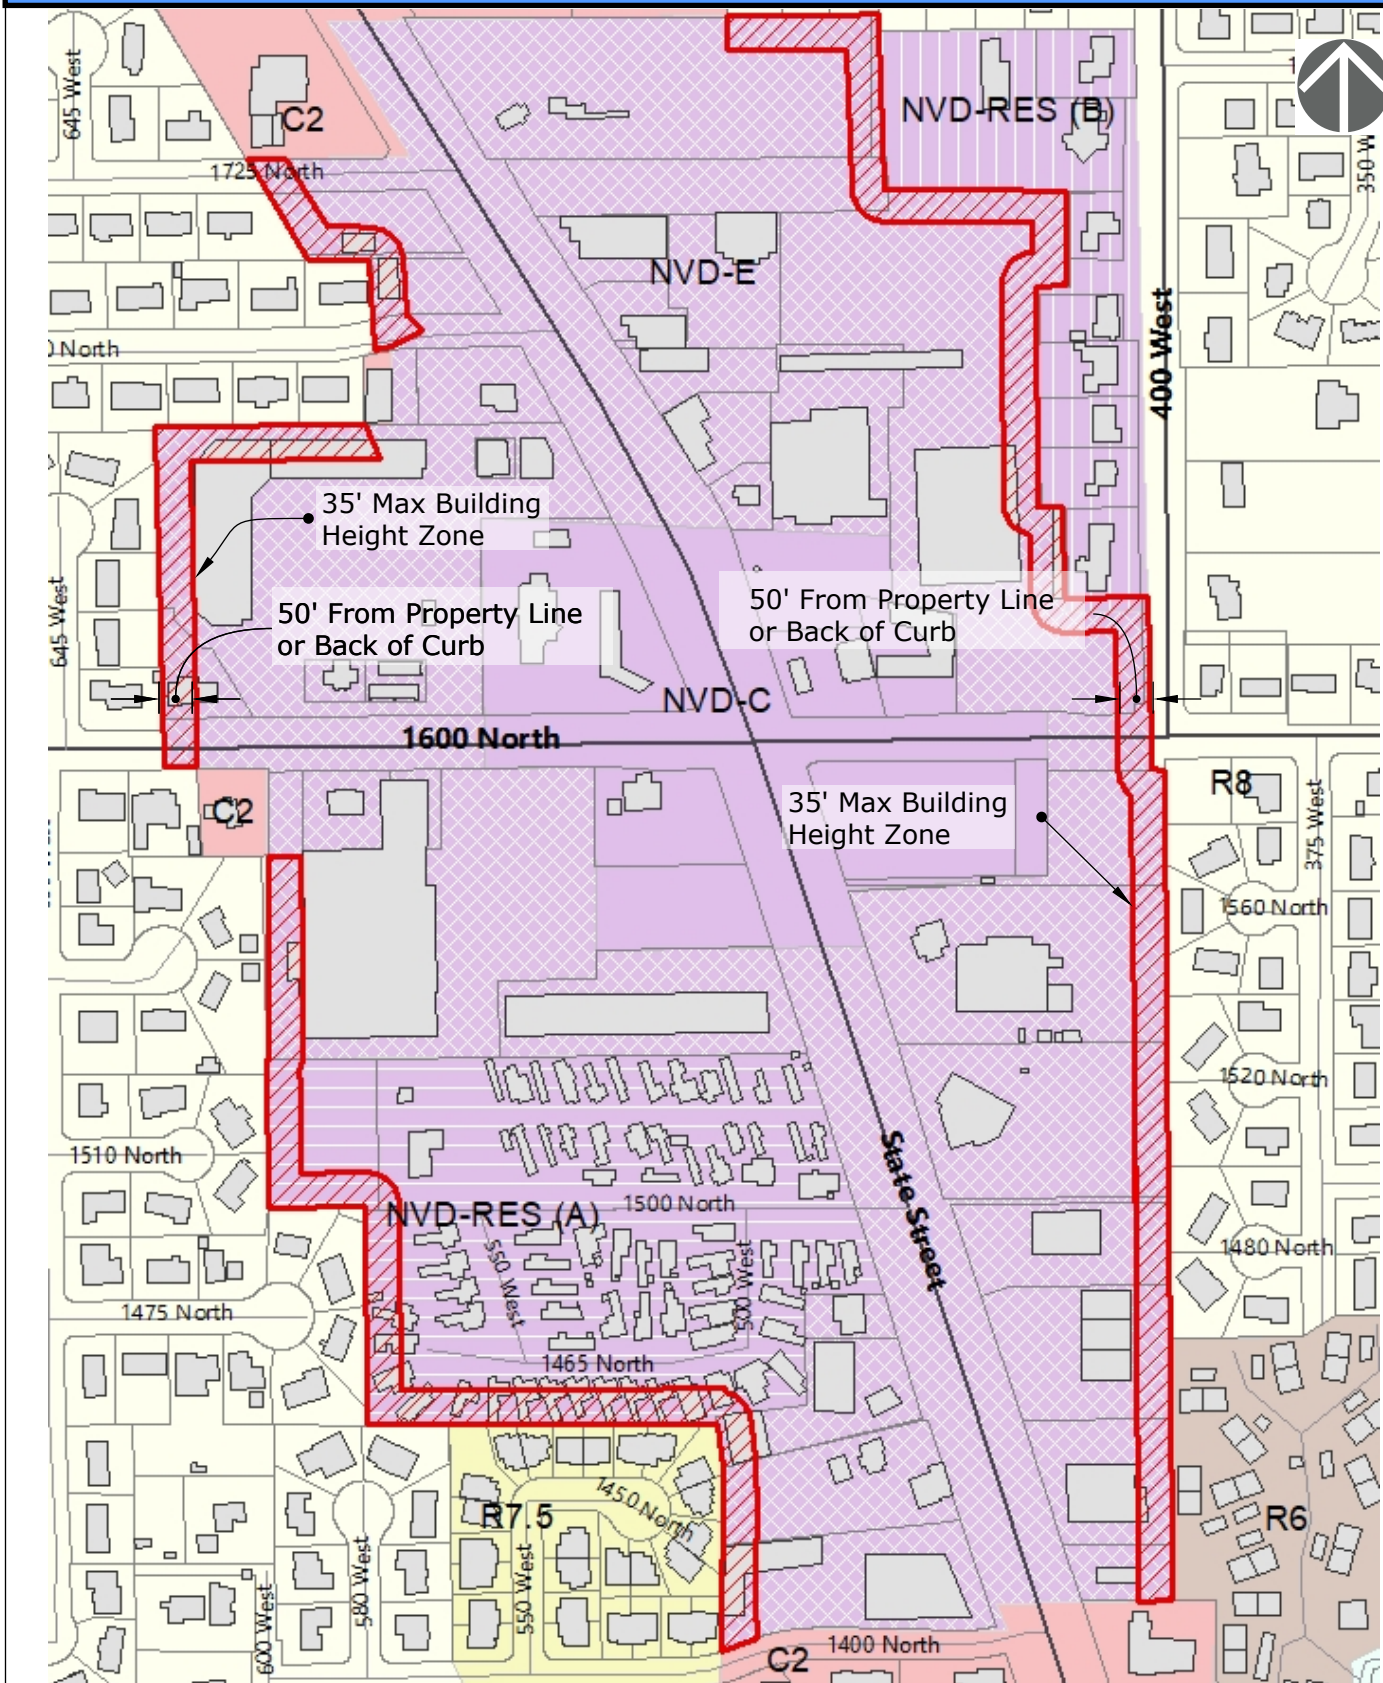 645 West
C2
1725 North
NVD-RES (B)
350 W
NVD-E
0 North
400 West
35' Max Building
Height Zone
50' From Property Line
or Back of Curb
50' From Property Line
or Back of Curb
645 West
NVD-C
1600 North
C2
35' Max Building
Height Zone
R8
375 West
1560 North
1520 North
1510 North
State Street
NVD-RES (A)
1500 North
550 West
500 West
1480 North
1475 North
1465 North
1450 North
R7.5
R6
580 West
550 West
600 West
1400 North
C2